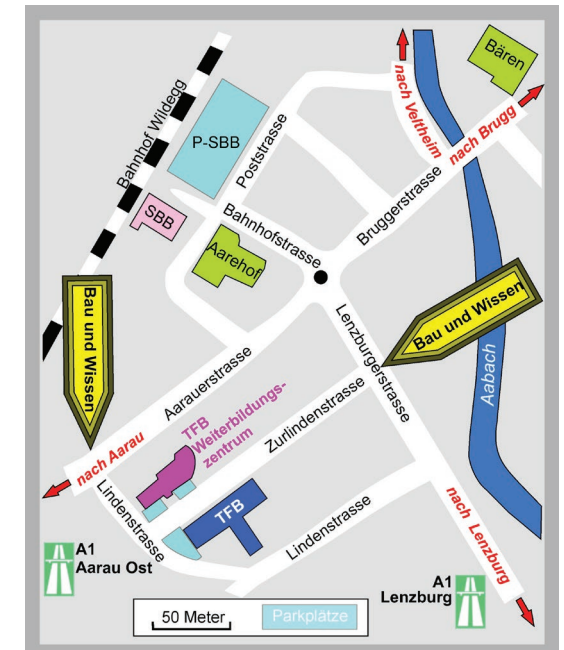 Bären
nach Veltheim
nach Brugg
Bahnhof Wildegg
P-SBB
Poststrasse
SBB
Bahnhofstrasse
Bruggerstrasse
Aarehof
Bau und Wissen
Bau und Wissen
Lenzburgerstrasse
Aabach
Aarauerstrasse
Zurlindenstrasse
TFB
Weiterbildungs-
zentrum
nach Aarau
TFB
Lindenstrasse
Lindenstrasse
nach Lenzburg
A1
Aarau Ost
A1
Lenzburg
50 Meter
Parkplätze